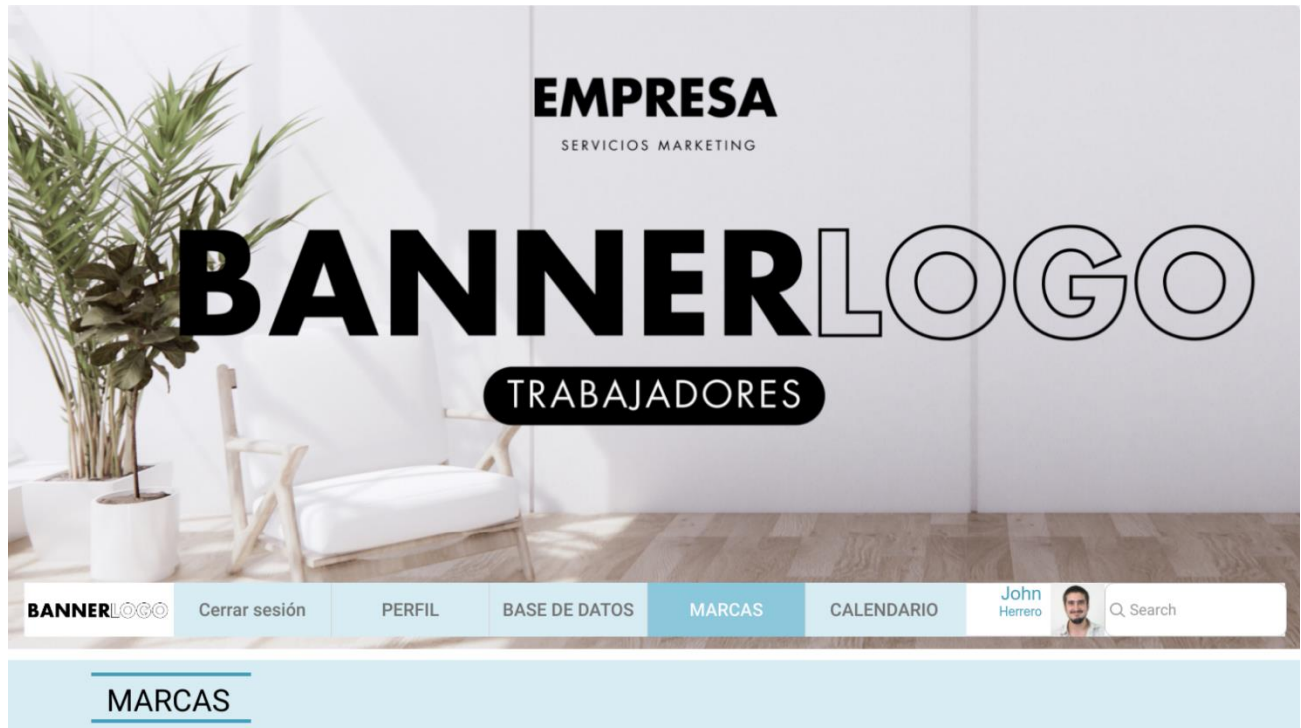 EMPRESA
SERVICIOS MARKETING
BANNERLOGO
TRABAJADORES
BANNERLOGO
Cerrar sesión
PERFIL
BASE DE DATOS
MARCAS
CALENDARIO
John
Herrero
Search
MARCAS